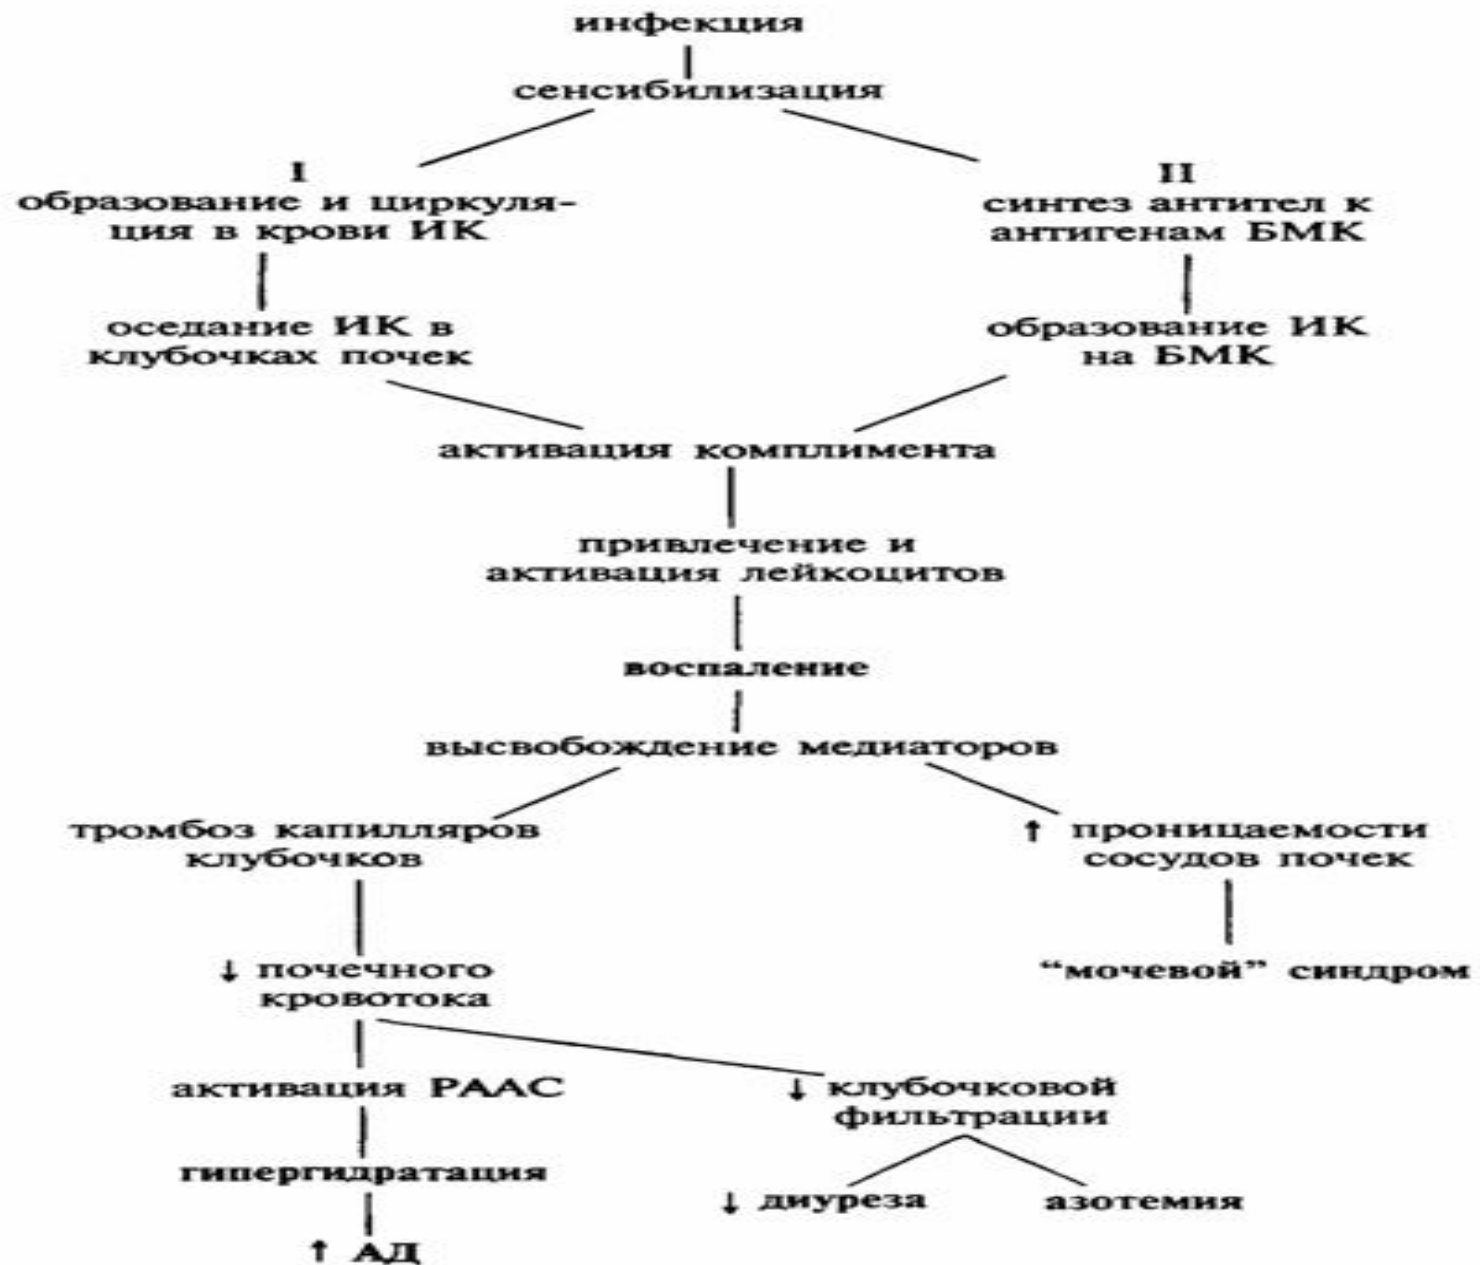 инфекция
сенсибилизация
I
образование и циркуля-
ция в крови ИК
II
синтез антител к
антигенам БМК
оседание ИК в
клубочках почек
образование ИК
на БМК
активация комплимента
привлечение и
активация лейкоцитов
воспаление
высвобождение медиаторов
тромбоз капилляров
клубочков
↑ проницаемости
сосудов почек
↓ почечного
кровотока
“мочевой” синдром
активация РААС
↓ клубочковой
фильтрации
гипергидратация
↓ диуреза
азотемия
↑ АД